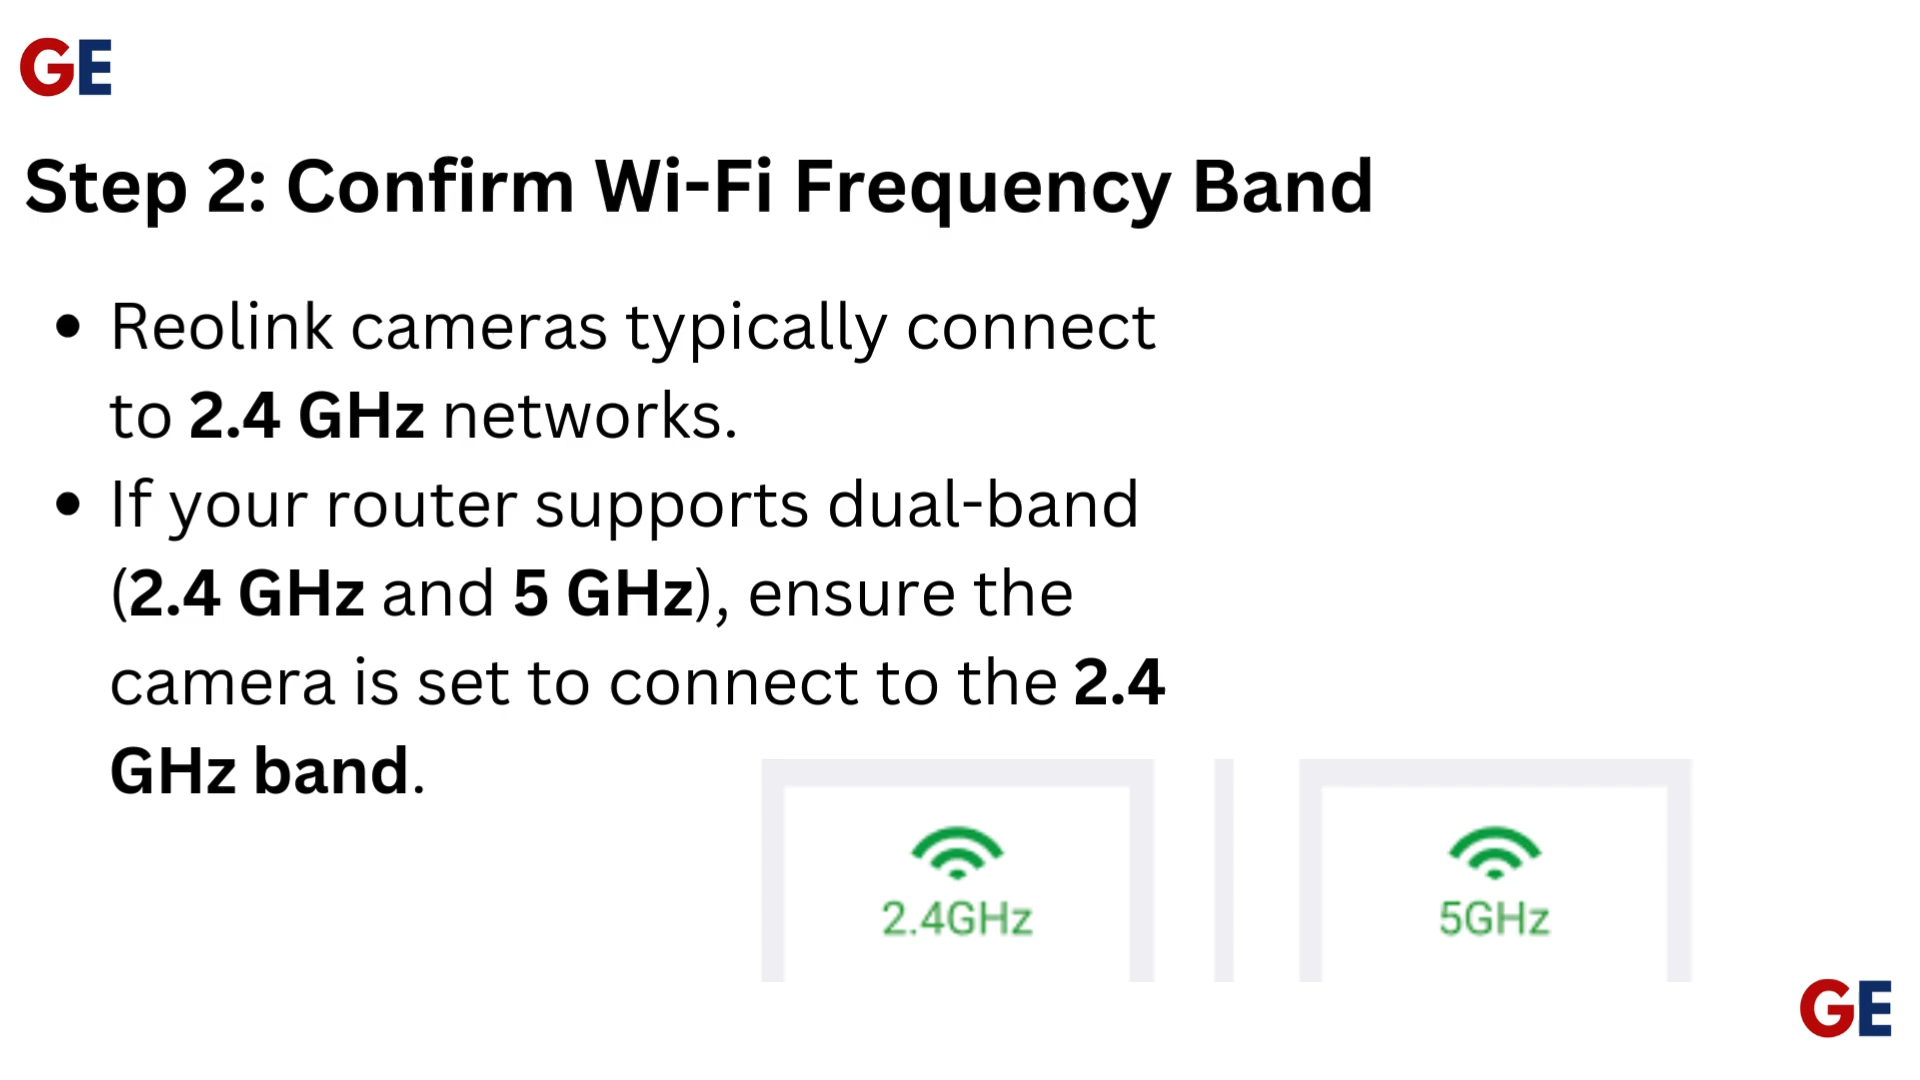 GE
Step 2: Confirm Wi-Fi Frequency Band
• Reolink cameras typically connect
to 2.4 GHz networks.
• If your router supports dual-band
(2.4 GHz and 5 GHz), ensure the
camera is set to connect to the 2.4
GHz band.
2.4GHz
5GHz
GE